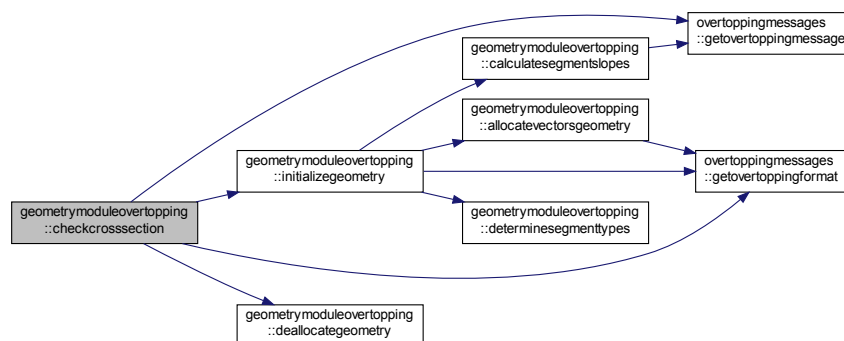 overtoppingmessages
::getovertoppingmessage
geometrymoduleovertopping
::calculatesegmentslopes
geometrymoduleovertopping
::allocatevectorsgeometry
geometrymoduleovertopping
::initializegeometry
overtoppingmessages
::getovertoppingformat
geometrymoduleovertopping
::checkcrosssection
geometrymoduleovertopping
::determinesegmenttypes
geometrymoduleovertopping
::deallocategeometry